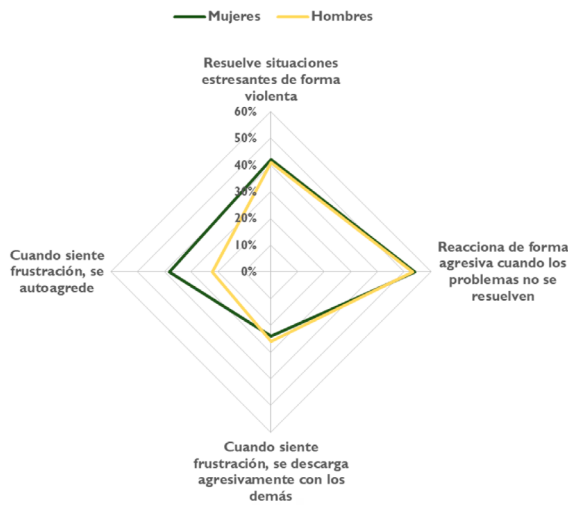 Mujeres Hombres
Resuelve situaciones
estresantes de forma
violenta
60%
50%
40%
30%
20%
10%
0%
Cuando siente
frustración, se
autoagrede
Reacciona de forma
agresiva cuando los
problemas no se
resuelven
Cuando siente
frustración, se descarga
agresivamente con los
demás